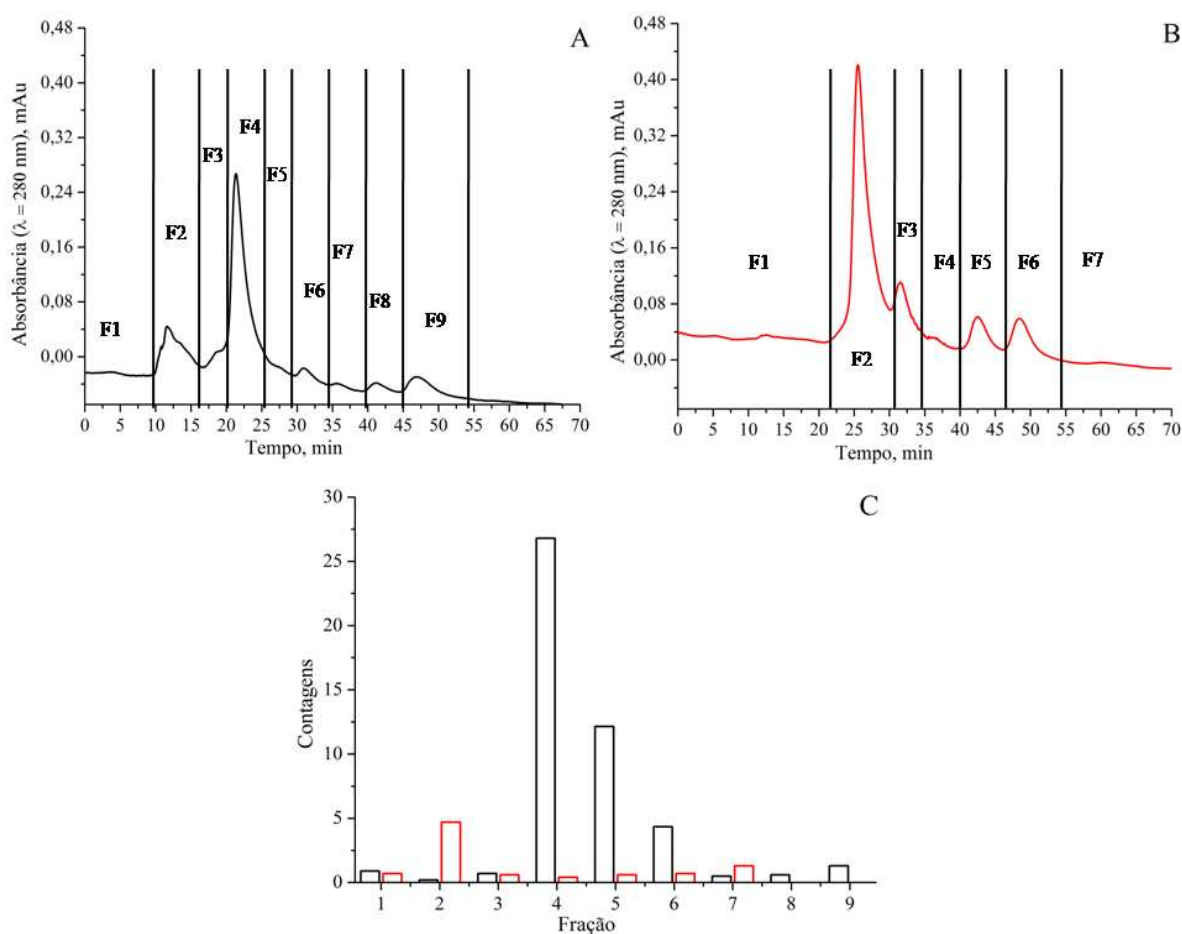 A
0,48
0,40
0,32
0,24
0,16
0,08
0,00
Absorbância (λ = 280 nm), mAu
F1
F2
F3
F4
F5
F6
F7
F8
F9
0 5 10 15 20 25 30 35 40 45 50 55 60 65 70
Tempo, min
B
0,48
0,40
0,32
0,24
0,16
0,08
0,00
Absorbância (λ = 280 nm), mAu
F1
F2
F3
F4
F5
F6
F7
0 5 10 15 20 25 30 35 40 45 50 55 60 65 70
Tempo, min
C
30
25
20
15
10
5
0
Contagens
1 2 3 4 5 6 7 8 9
Fração